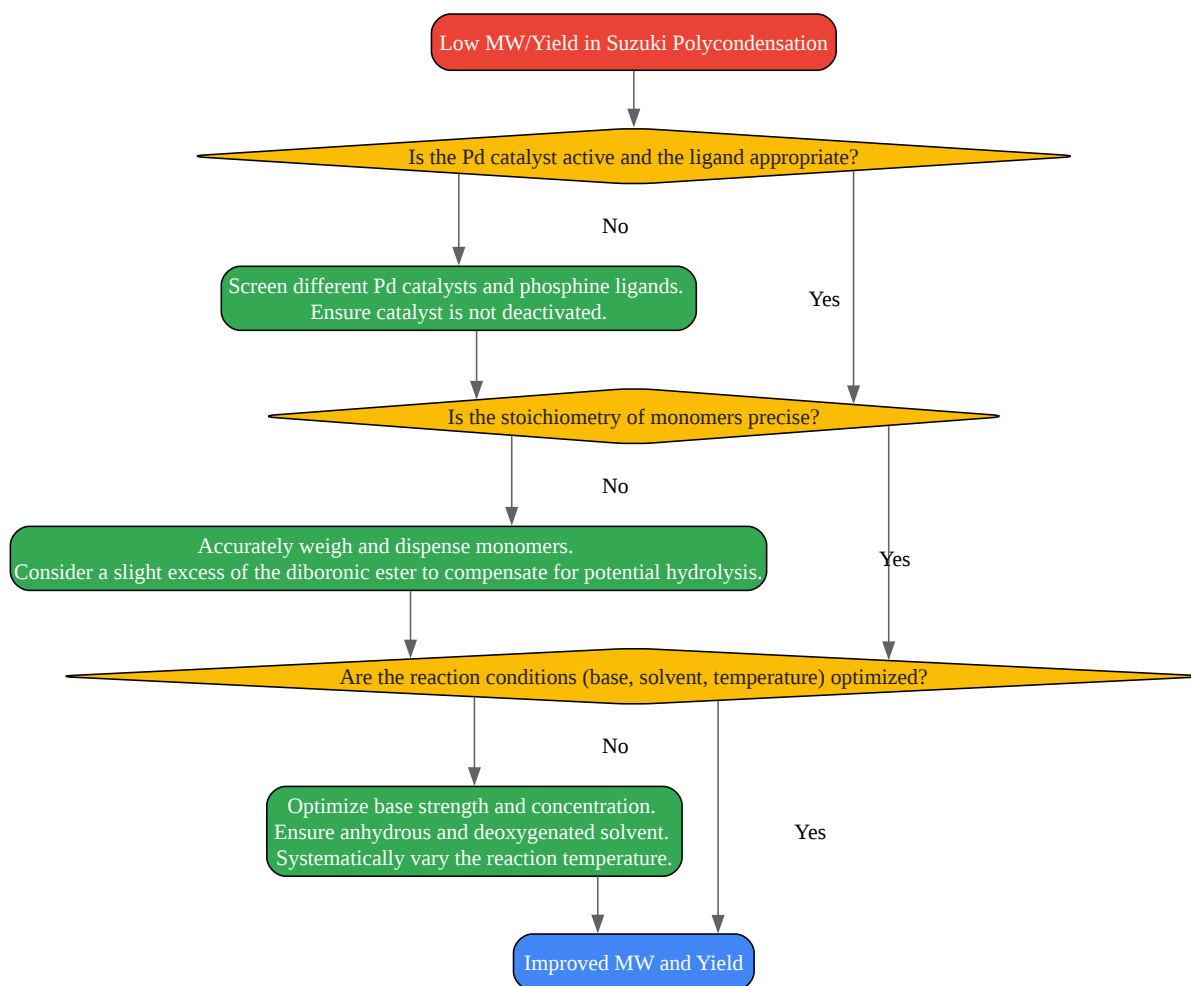 Low MW/Yield in Suzuki Polycondensation
Is the Pd catalyst active and the ligand appropriate?
No
Screen different Pd catalysts and phosphine ligands.
Ensure catalyst is not deactivated.
Yes
Is the stoichiometry of monomers precise?
No
Accurately weigh and dispense monomers.
Consider a slight excess of the diboronic ester to compensate for potential hydrolysis.
Yes
Are the reaction conditions (base, solvent, temperature) optimized?
No
Optimize base strength and concentration.
Ensure anhydrous and deoxygenated solvent.
Systematically vary the reaction temperature.
Yes
Improved MW and Yield